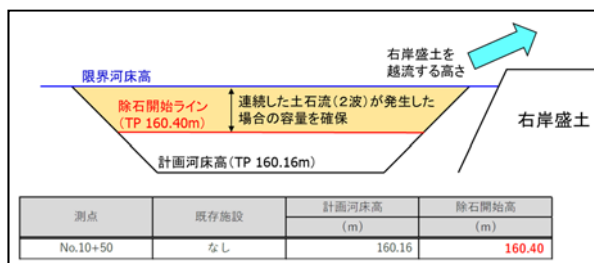 右岸盛土を
越流する高さ
限界河床高
除石開始ライン
(TP 160.40m)
連続した土石流(2波)が発生した
場合の容量を確保
右岸盛土
計画河床高(TP 160.16m)
測点 既存施設 計画河床高 除石開始高
(m) (m)
No.10+50 なし 160.16 160.40